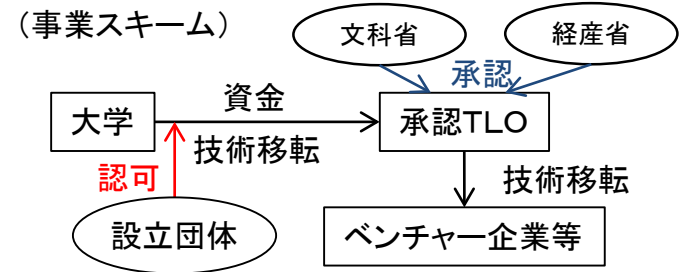 (事業スキーム)
文科省
経産省
承認
大学
資金
承認TLO
技術移転
認可
技術移転
設立団体
ベンチャー企業等